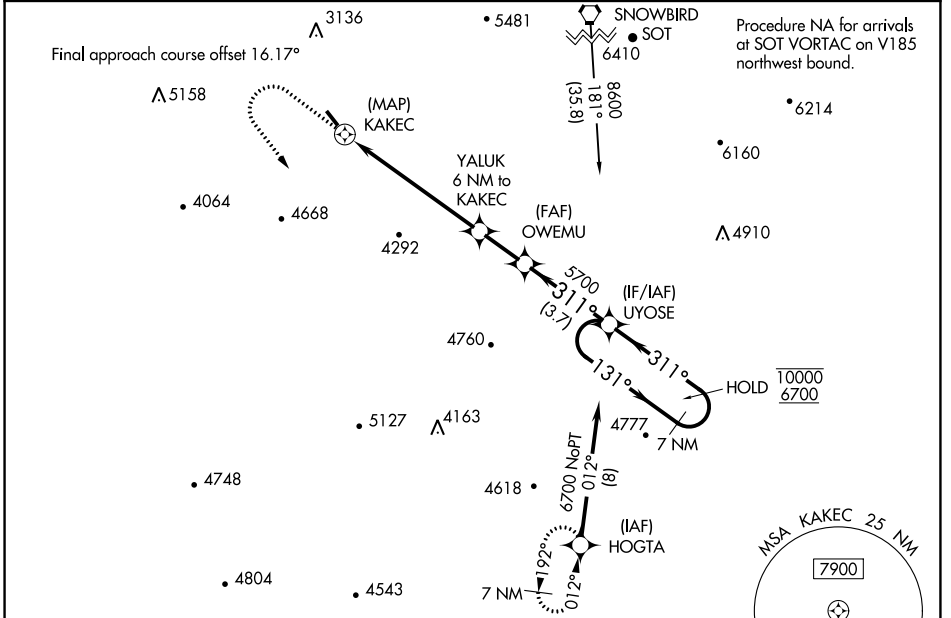 3136
5481
SNOWBIRD
SOT
6410
Procedure NA for arrivals
at SOT VORTAC on V185
northwest bound.
Final approach course offset 16.17°
5158
(MAP)
KAKEC
8600
181°
(35.8)
6214
6160
YALUK
6 NM to
KAKEC
4064
4668
4292
(FAF)
OWEMU
4910
5700
311°
(3.7)
(IF/IAF)
UYOSE
4760
311°
131°
HOLD
10000
6700
5127
4163
4777
7 NM
4748
4618
6700 NoPT
012°
(8)
(IAF)
HOGTA
192°
012°
7 NM
4804
4543
MSA KAKEC 25 NM
7900